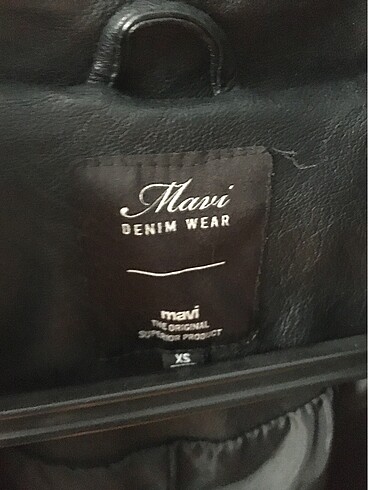 Mavi
DENIM WEAR
mavi
THE ORIGINAL
SUPERIOR PRODUCT
XS